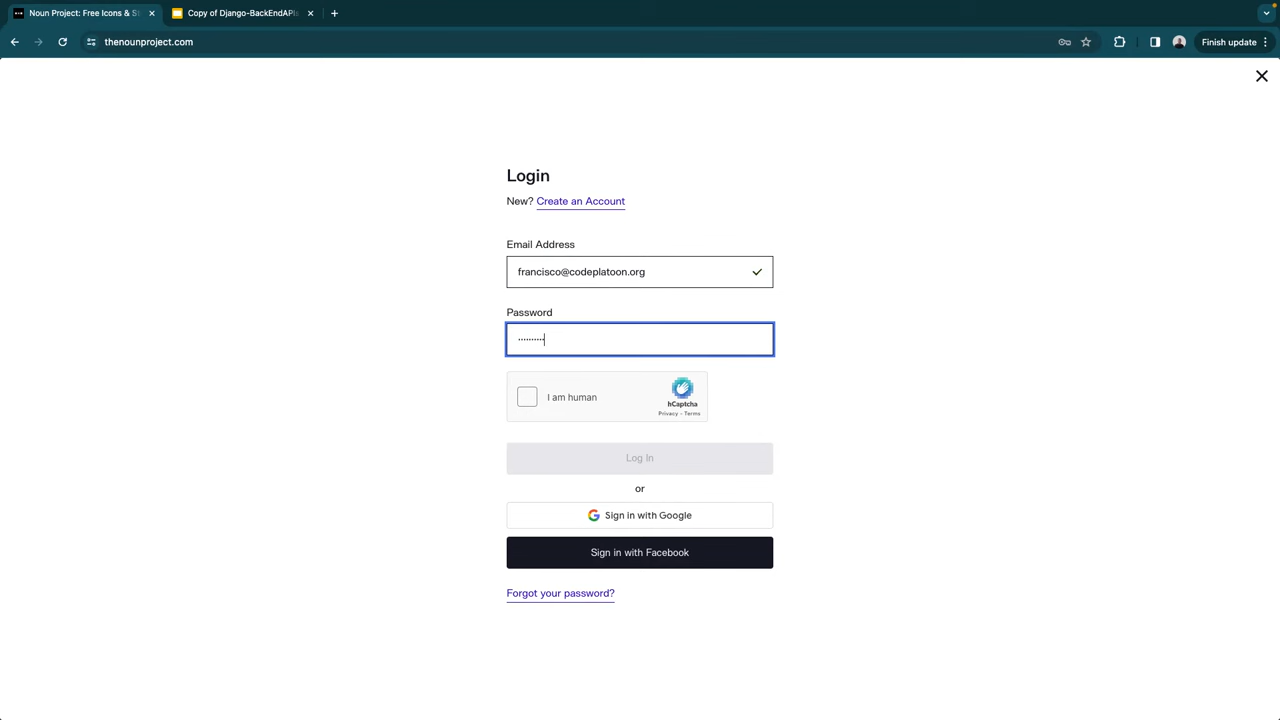 Noun Project: Free Icons & St
Copy of Django-BackEndAPIs
thenounproject.com
Finish update
Login
New? Create an Account
Email Address
francisco@codeplatoon.org
Password
I am human
hCaptcha
Privacy - Terms
Log In
or
Sign in with Google
Sign in with Facebook
Forgot your password?